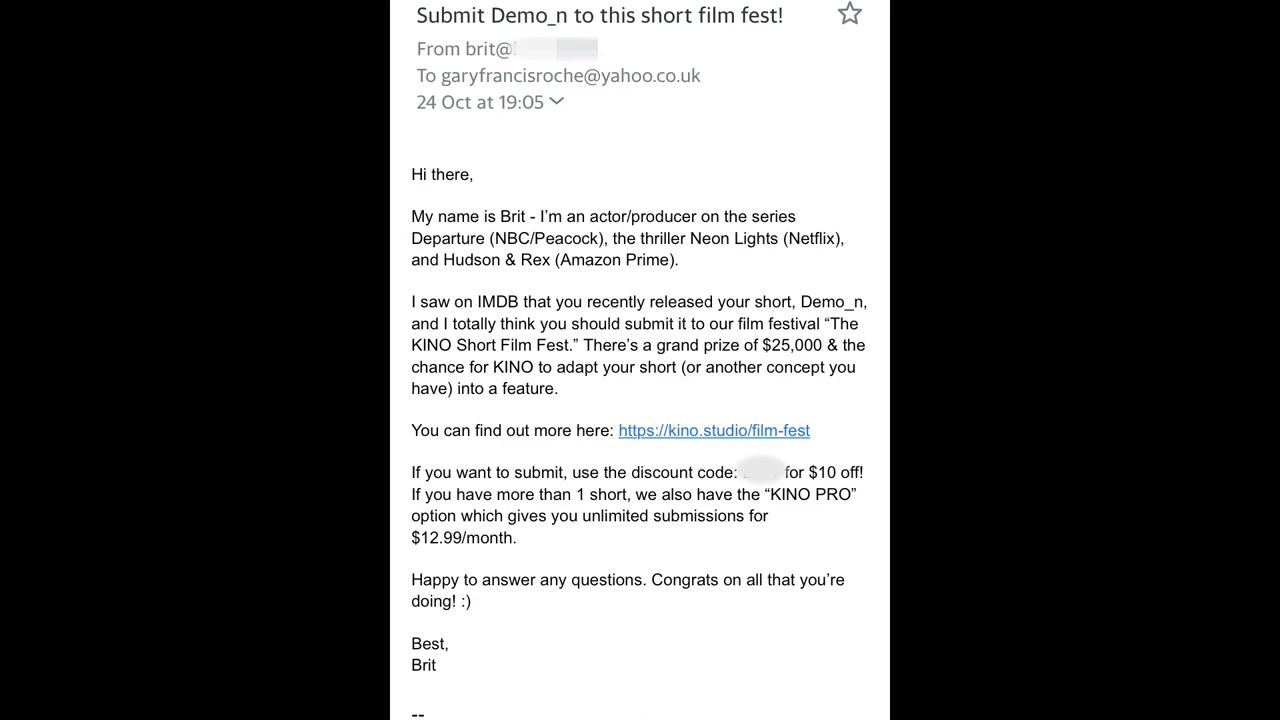 Submit Demo_n to this short film fest!
From brit@
To garyfrancisroche@yahoo.co.uk
24 Oct at 19:05
Hi there,
My name is Brit - I'm an actor/producer on the series
Departure (NBC/Peacock), the thriller Neon Lights (Netflix),
and Hudson & Rex (Amazon Prime).
I saw on IMDB that you recently released your short, Demo_n,
and I totally think you should submit it to our film festival “The
KINO Short Film Fest.” There's a grand prize of $25,000 & the
chance for KINO to adapt your short (or another concept you
have) into a feature.
You can find out more here: https://kino.studio/film-fest
If you want to submit, use the discount code: for $10 off!
If you have more than 1 short, we also have the “KINO PRO”
option which gives you unlimited submissions for
$12.99/month.
Happy to answer any questions. Congrats on all that you're
doing! :)
Best,
Brit
--